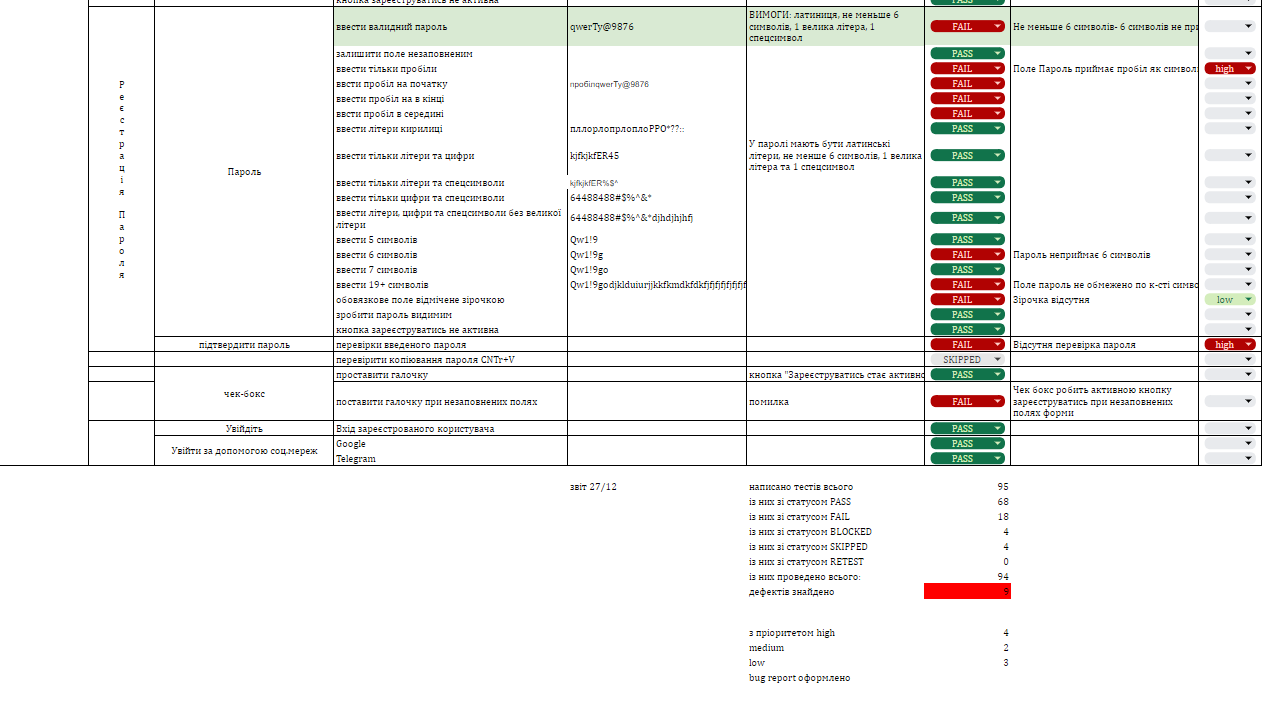 кнопка зареєструватись не активна
PASS
ввести валидний пароль
qwerTy@9876
ВИМОГИ: латиниця, не меньше 6
символів, 1 велика літера, 1
спецсимвол
FAIL
Не меньше 6 символів- 6 символів не при
залишити поле незаповненим
PASS
ввести тільки пробіли
FAIL
Поле Пароль приймає пробіл як символ
high
ввсти пробіл на початку
пробілqwerTy@9876
FAIL
ввести пробіл на в кінці
FAIL
ввсти пробіл в середині
FAIL
ввести літери кирилиці
пллорлопрлоплоРРО*??::
PASS
ввести тільки літери та цифри
kjfkjkfER45
У паролі мають бути латинські
літери, не менше 6 символів, 1 велика
літера та 1 спецсимвол
PASS
Реєстрація Пароля
Пароль
ввести тільки літери та спецсимволи
kjfkjkfER%$^
PASS
ввести тільки цифри та спецсимволи
64488488#$%^&*
PASS
ввести літери, цифри та спецсимволи без великої
літери
64488488#$%^&*djhdjhjhfj
PASS
ввести 5 символів
Qw1!9
PASS
ввести 6 символів
Qw1!9g
FAIL
Пароль неприймає 6 символів
ввести 7 символів
Qw1!9go
PASS
ввести 19+ символів
FAIL
Поле пароль не обмежено по к-сті симво
обовязкове поле відмічене зірочкою
FAIL
Зірочка відсутня
low
зробити пароль видимим
PASS
кнопка зареєструватись не активна
PASS
підтвердити пароль
перевірки введеного пароля
FAIL
Відсутня перевірка пароля
high
перевірити копіювання пароля CNTr+V
SKIPPED
чек-бокс
проставити галочку
кнопка "Зареєструватись стає активно
PASS
поставити галочку при незаповнених полях
помилка
FAIL
Чек бокс робить активною кнопку
зареєструватись при незаповнених
полях форми
Увійдіть
Вхід зареєстрованого користувача
PASS
Увійти за допомогою соц.мереж
Google
PASS
Telegram
PASS
звіт 27/12
написано тестів всього 95
із них зі статусом PASS 68
із них зі статусом FAIL 18
із них зі статусом BLOCKED 4
із них зі статусом SKIPPED 4
із них зі статусом RETEST 0
із них проведено всього: 94
дефектів знайдено 9
з пріоритетом high 4
medium 2
low 3
bug report оформлено